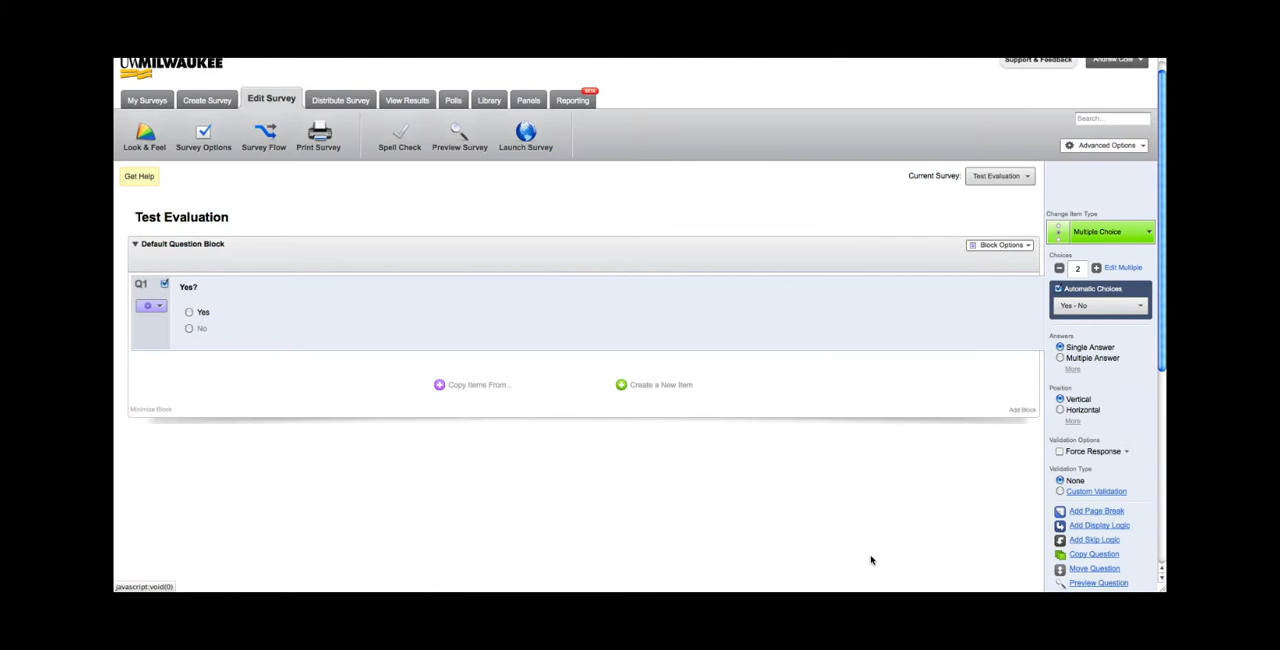 UWMILWAUKEE
Support & Feedback
Andrew Cole
My Surveys
Create Survey
Edit Survey
Distribute Survey
View Results
Polls
Library
Panels
Reporting
BETA
Look & Feel
Survey Options
Survey Flow
Print Survey
Spell Check
Preview Survey
Launch Survey
Search...
Advanced Options
Get Help
Current Survey:
Test Evaluation
Test Evaluation
Default Question Block
Block Options
Q1
Yes?
Yes
No
Copy Items From...
Create a New Item
Minimize Block
Add Block
Change Item Type
Multiple Choice
Choices
2
Edit Multiple
Automatic Choices
Yes - No
Answers
Single Answer
Multiple Answer
More
Position
Vertical
Horizontal
More
Validation Options
Force Response
Validation Type
None
Custom Validation
Add Page Break
Add Display Logic
Add Skip Logic
Copy Question
Move Question
Preview Question
javascript:void(0)